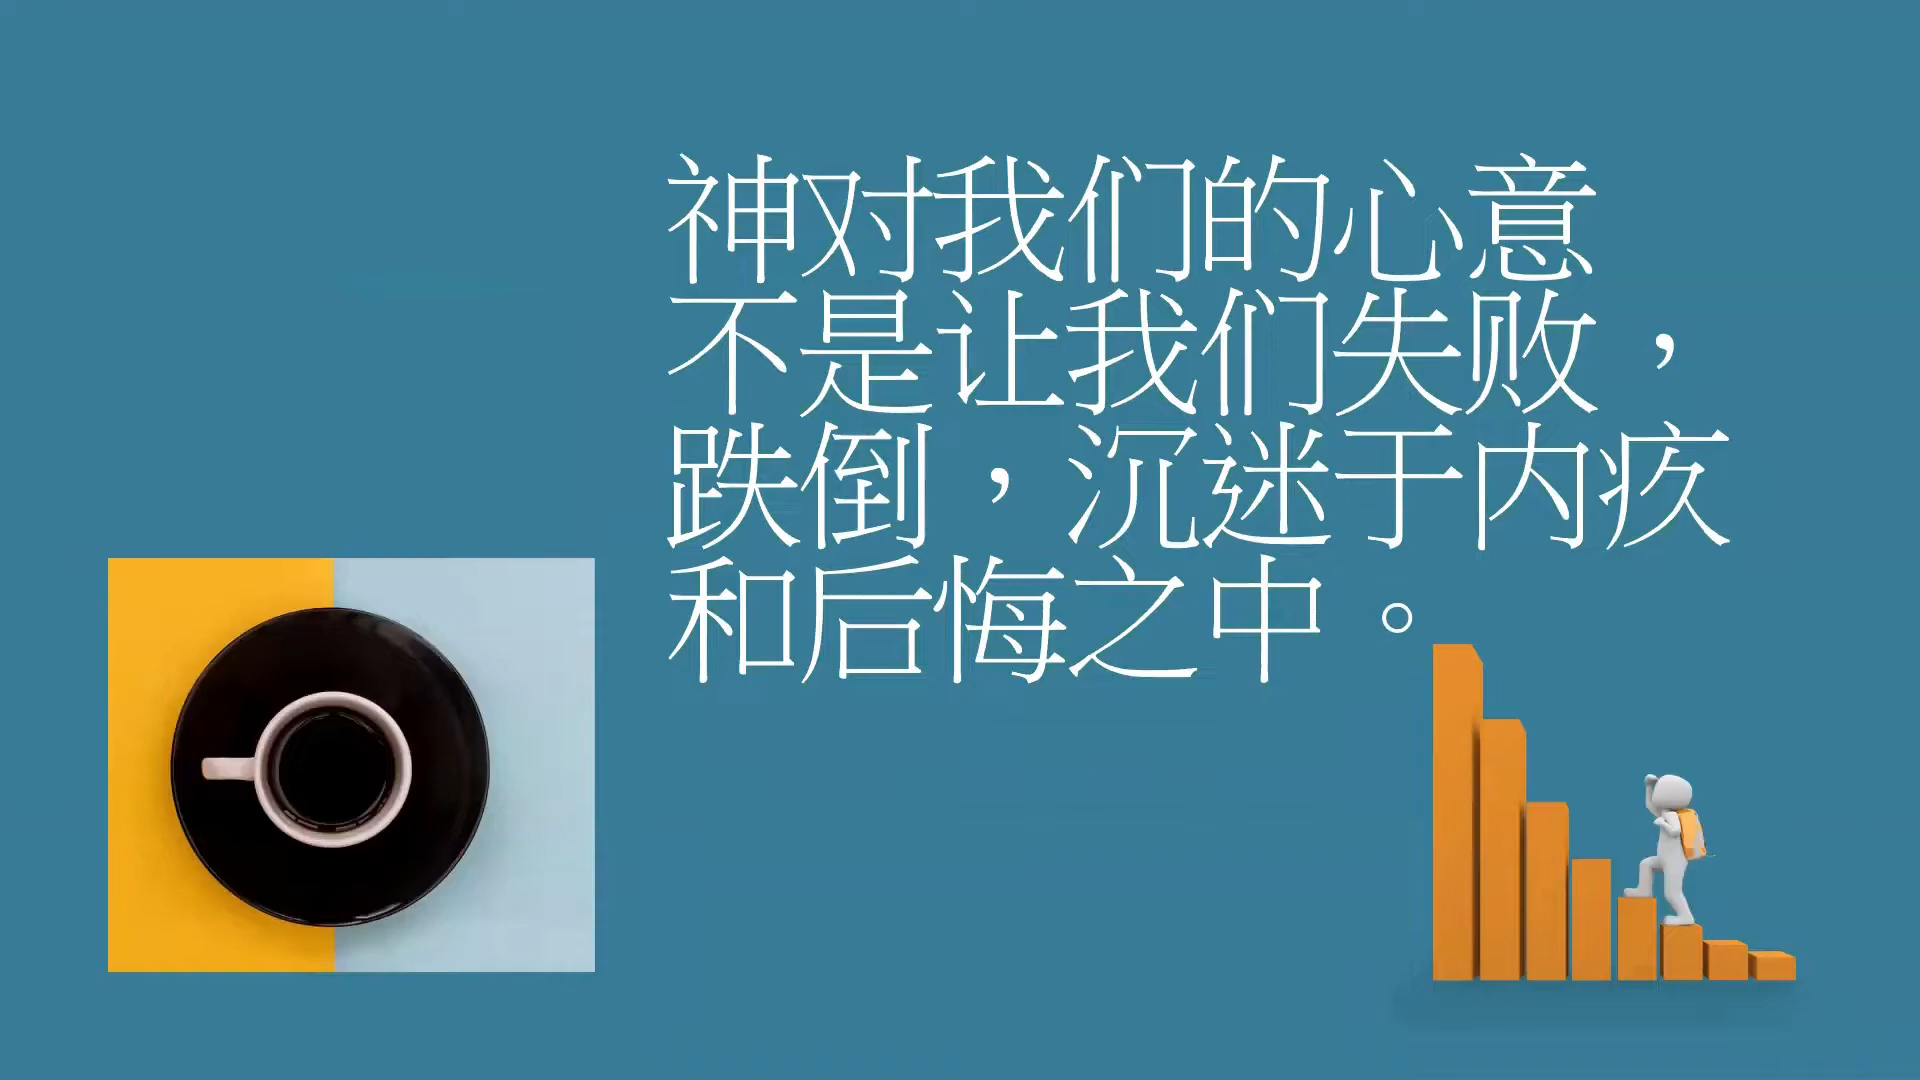 神对我们的心意
不是让我们失败，
跌倒，沉迷于内疚
和后悔之中。